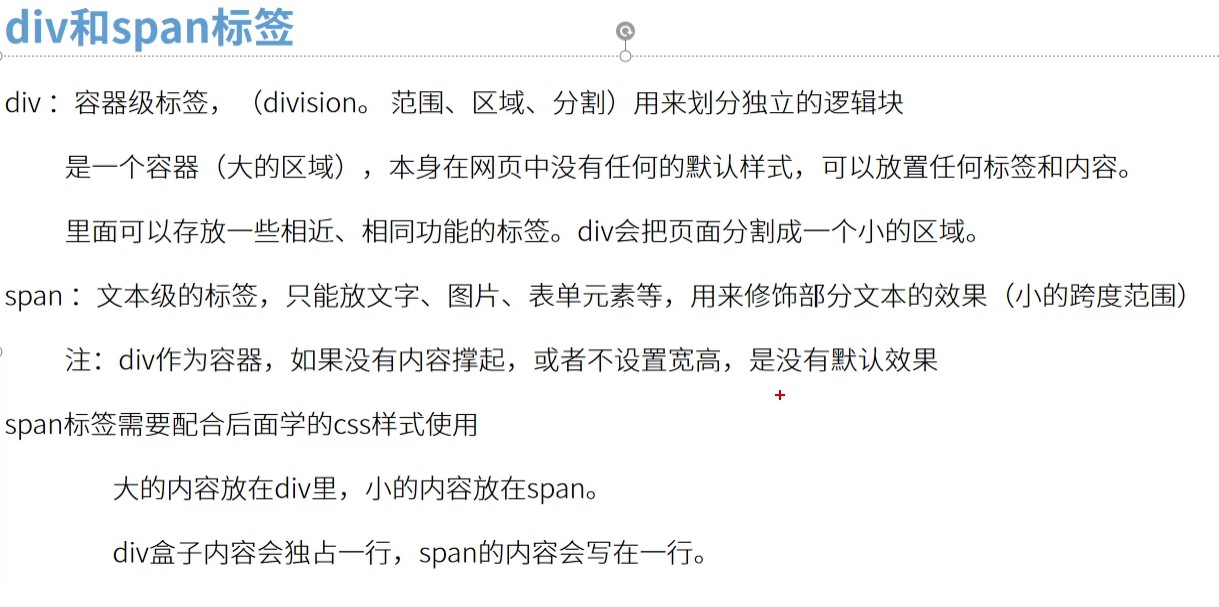 div和span标签
div： 容器级标签，（division。 范围、区域、分割）用来划分独立的逻辑块
是一个容器（大的区域），本身在网页中没有任何的默认样式，可以放置任何标签和内容。
里面可以存放一些相近、相同功能的标签。div会把页面分割成一个小的区域。
span： 文本级的标签，只能放文字、图片、表单元素等，用来修饰部分文本的效果（小的跨度范围）
注：div作为容器，如果没有内容撑起，或者不设置宽高，是没有默认效果
span标签需要配合后面学的css样式使用
大的内容放在div里，小的内容放在span。
div盒子内容会独占一行，span的内容会写在一行。